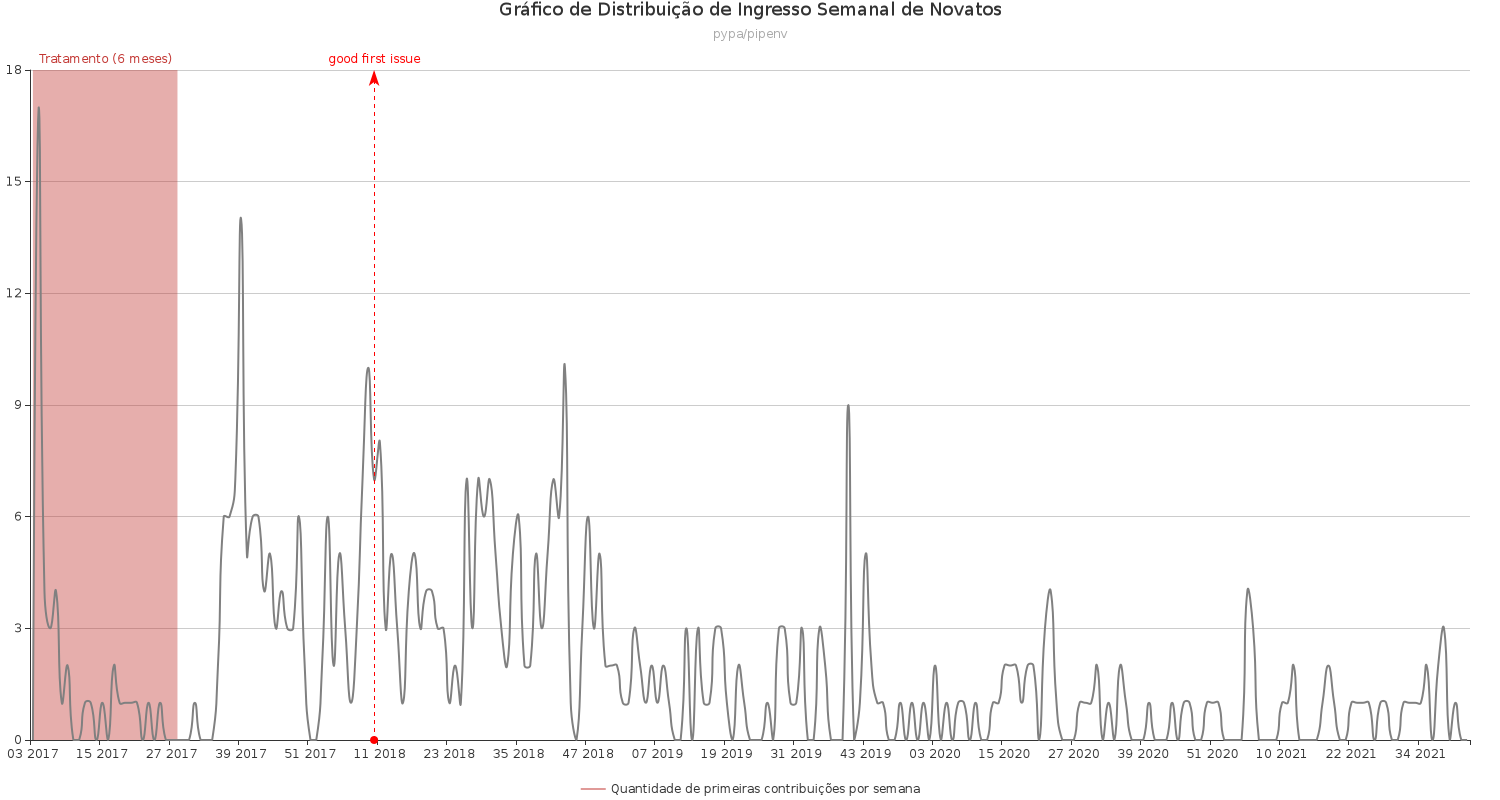 Gráfico de Distribuição de Ingresso Semanal de Novatos
pypa/pipenv
Tratamento (6 meses)
good first issue
18
15
12
9
6
3
0
03 2017 15 2017 27 2017 39 2017 51 2017 11 2018 23 2018 35 2018 47 2018 07 2019 19 2019 31 2019 43 2019 03 2020 15 2020 27 2020 39 2020 51 2020 10 2021 22 2021 34 2021
Quantidade de primeiras contribuições por semana